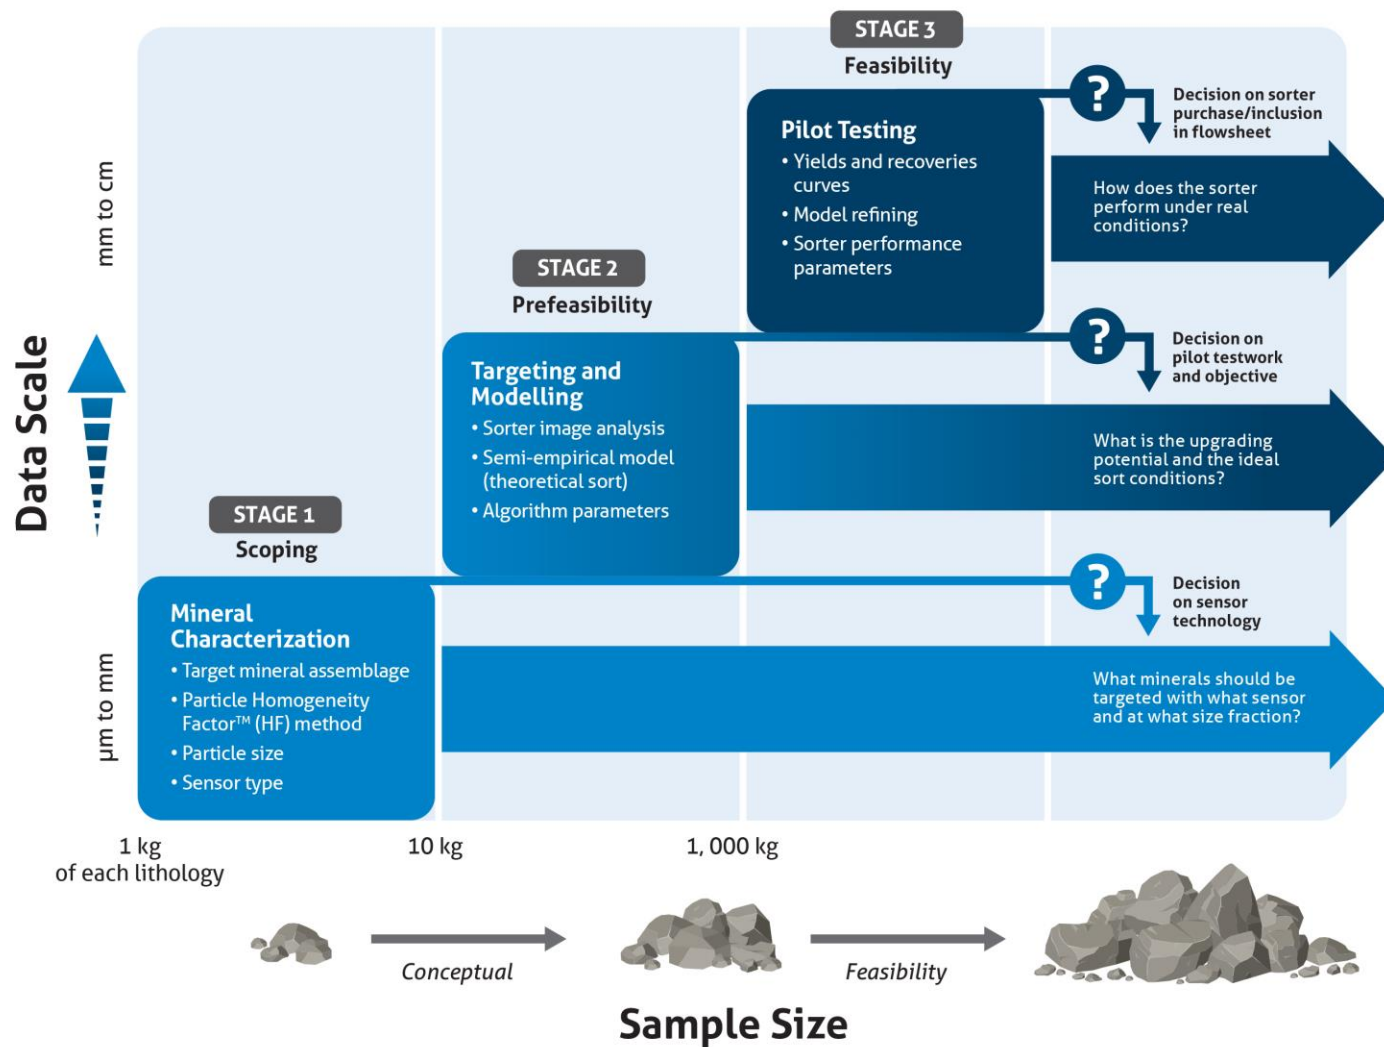 STAGE 3
Feasibility
Pilot Testing
• Yields and recoveries
curves
• Model refining
• Sorter performance
parameters
?
Decision on sorter
purchase/inclusion
in flowsheet
How does the sorter
perform under real
conditions?
STAGE 2
Prefeasibility
Targeting and
Modelling
• Sorter image analysis
• Semi-empirical model
(theoretical sort)
• Algorithm parameters
?
Decision on
pilot testwork
and objective
What is the upgrading
potential and the ideal
sort conditions?
STAGE 1
Scoping
Mineral
Characterization
• Target mineral assemblage
• Particle Homogeneity
Factor™ (HF) method
• Particle size
• Sensor type
?
Decision
on sensor
technology
What minerals should be
targeted with what sensor
and at what size fraction?
Data Scale
mm to cm
µm to mm
1 kg
of each lithology
10 kg
1, 000 kg
Conceptual
Feasibility
Sample Size